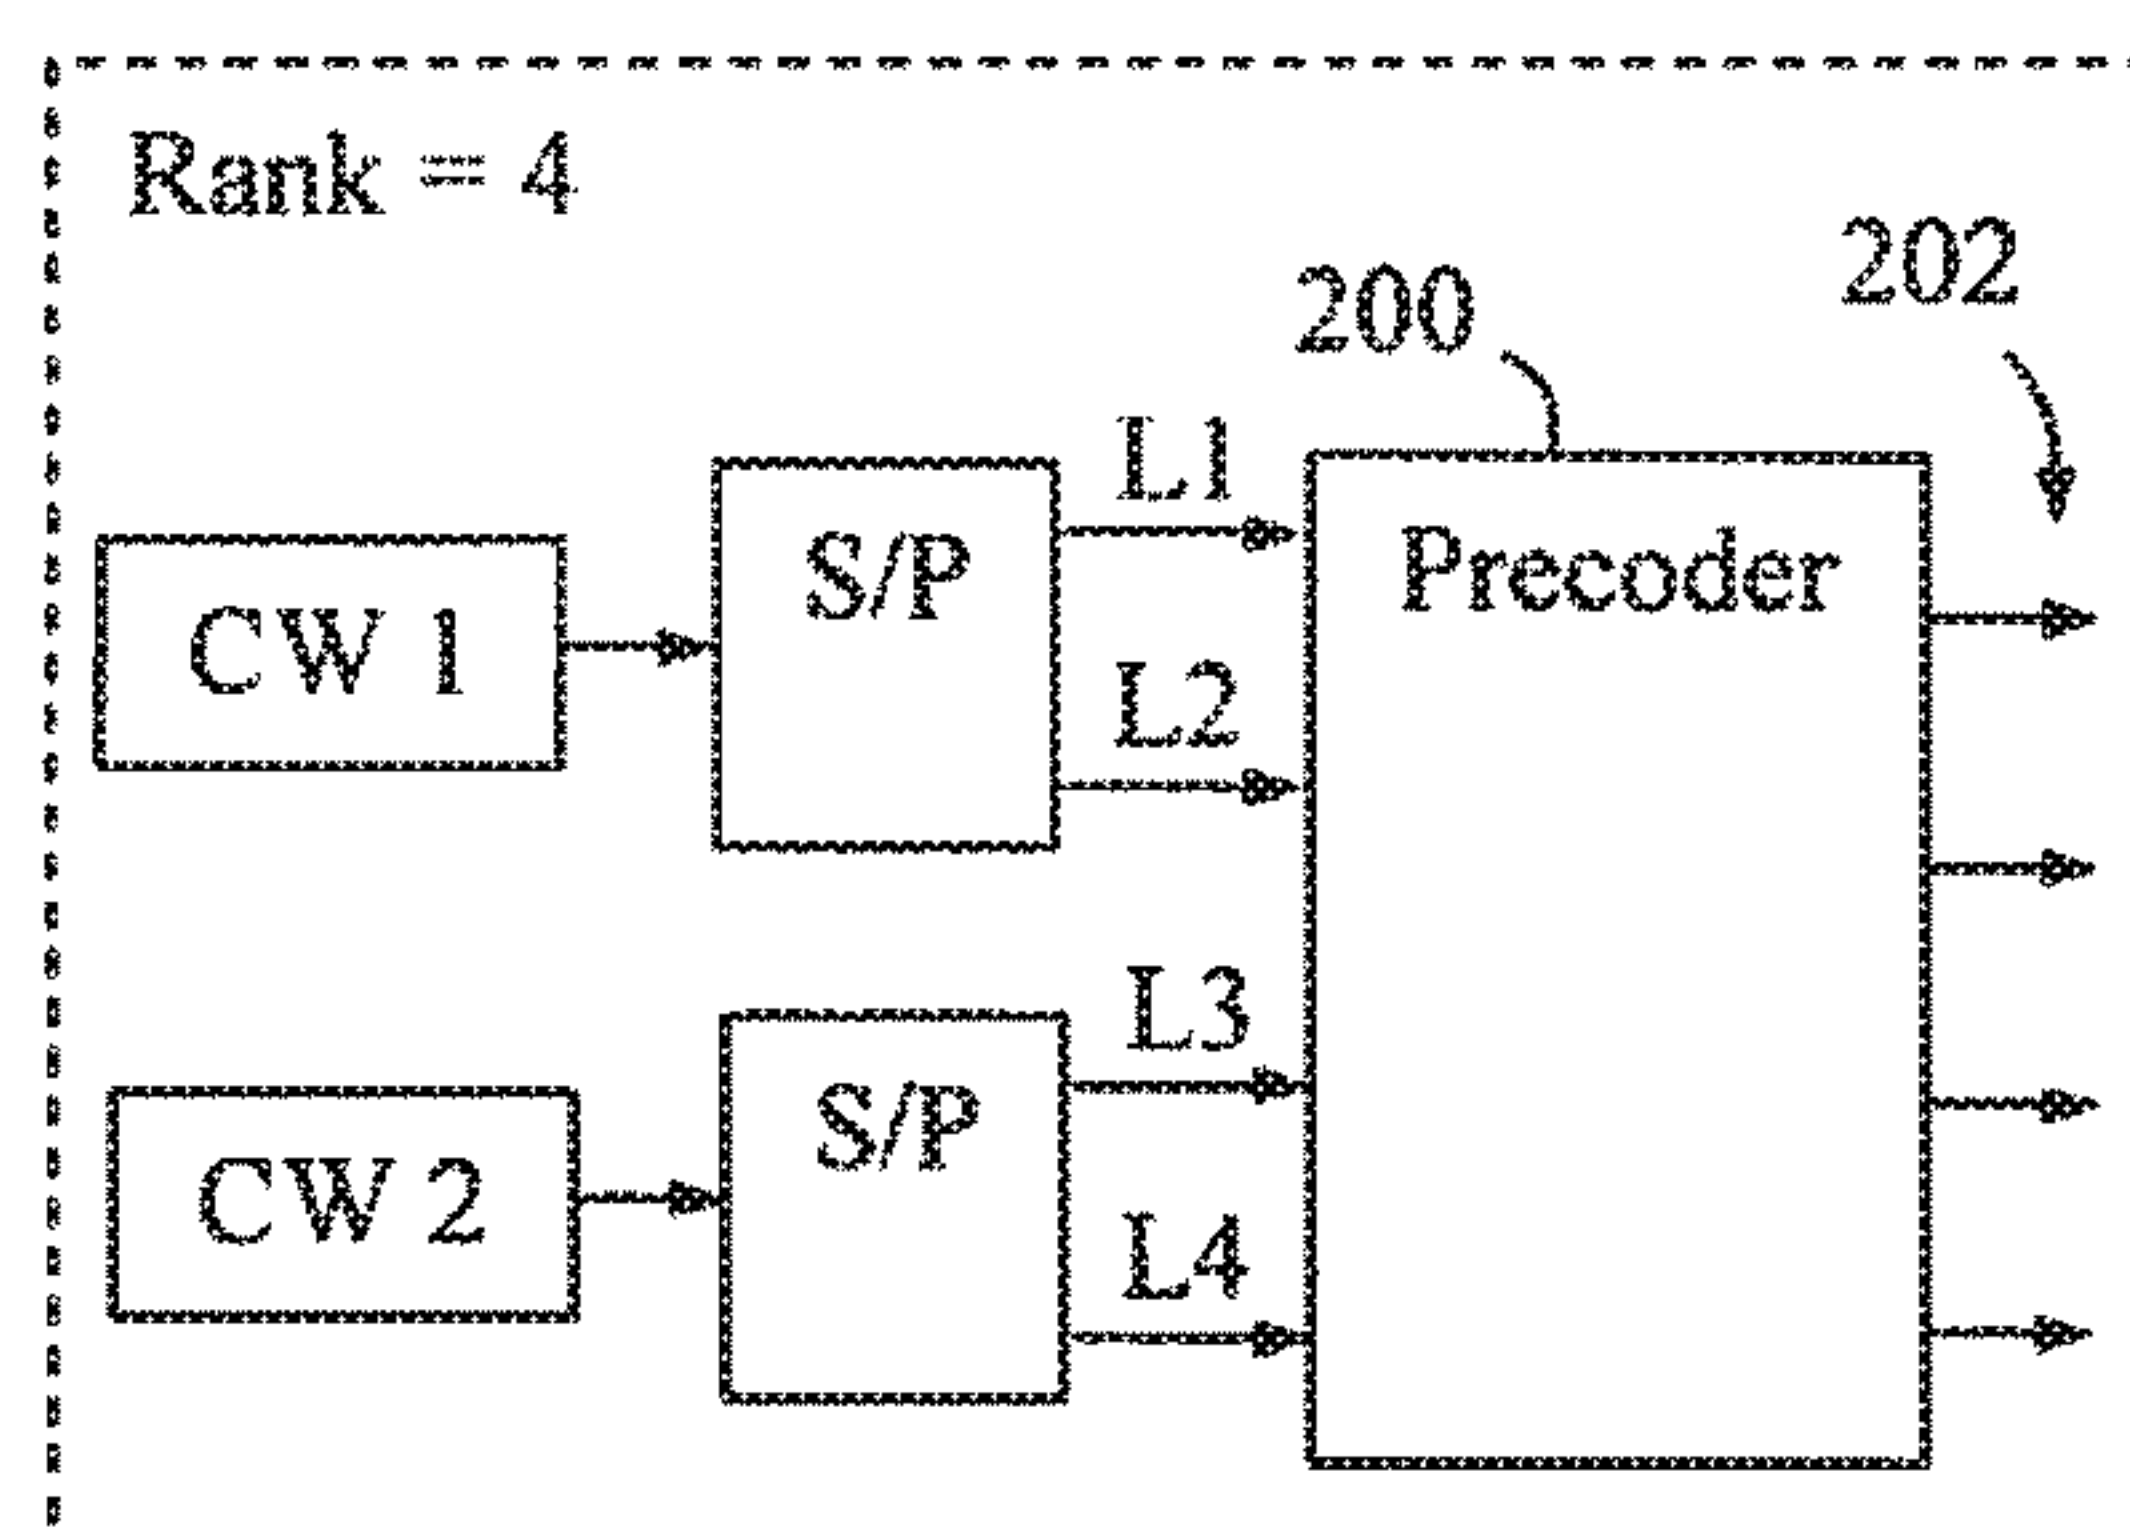 Rank = 4
202
200
L1
S/P
Precoder
CW 1
L2
L3
S/P
CW 2
L4